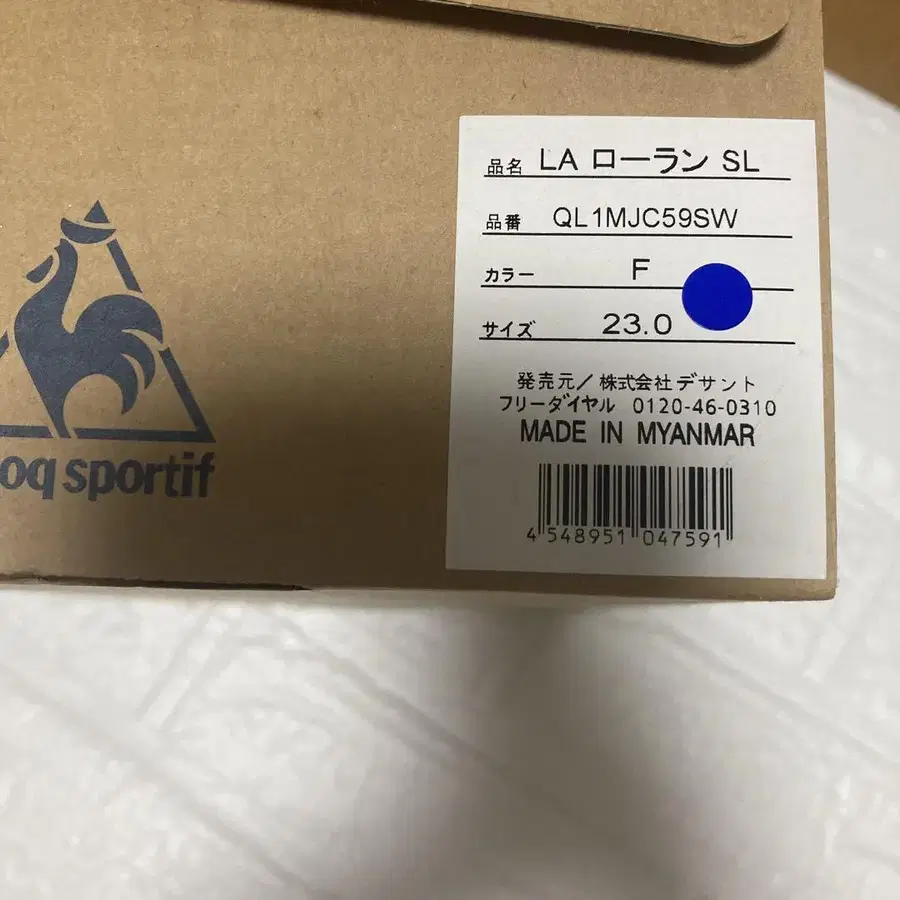 oq sportif
品名 LA ローラン SL
品番 QL1MJC59SW
カラー F
サイズ 23.0
発売元/株式会社デサント
フリーダイヤル 0120-46-0310
MADE IN MYANMAR
4 548951 047591